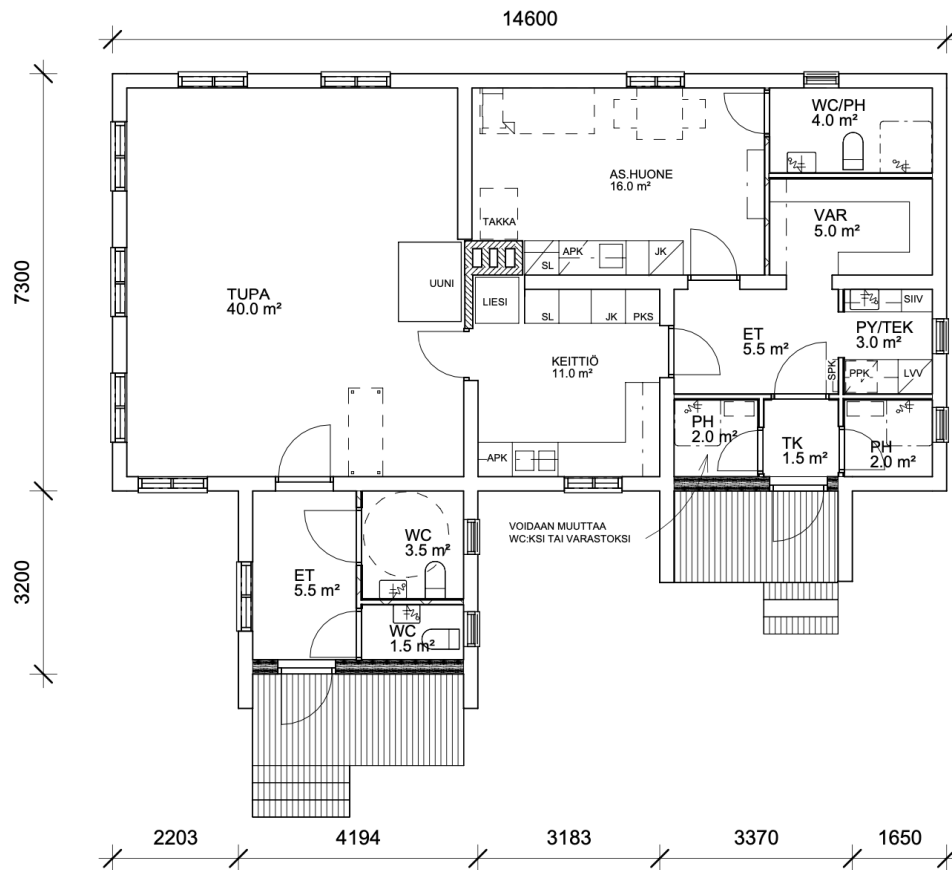 14600
7300
3200
WC/PH
4.0 m²
AS.HUONE
16.0 m²
TAKKA
VAR
5.0 m²
SL
APK
JK
UUNI
LIESI
TUPA
40.0 m²
SL
JK
PKS
SIIV
ET
5.5 m²
PY/TEK
3.0 m²
KEITTIÖ
11.0 m²
SPK
PPK
LVV
PH
2.0 m²
TK
1.5 m²
PH
2.0 m²
APK
VOIDAAN MUUTTAA
WC:KSI TAI VARASTOKSI
WC
3.5 m²
ET
5.5 m²
WC
1.5 m²
2203
4194
3183
3370
1650